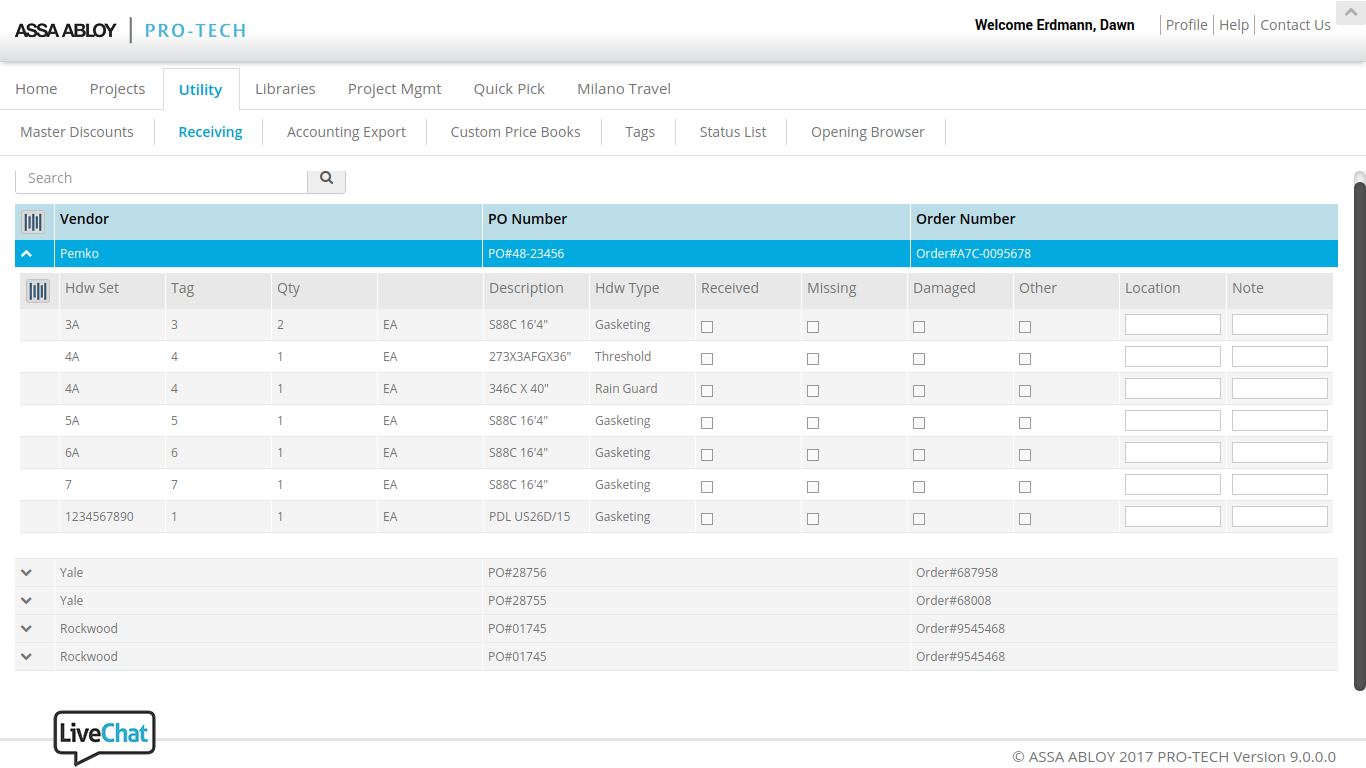 ASSA ABLOY | PRO-TECH
Welcome Erdmann, Dawn Profile Help Contact Us
Home Projects Utility Libraries Project Mgmt Quick Pick Milano Travel
Master Discounts Receiving Accounting Export Custom Price Books Tags Status List Opening Browser
Search
Vendor PO Number Order Number
Pemko PO#48-23456 Order#A7C-0095678
Hdw Set Tag Qty Description Hdw Type Received Missing Damaged Other Location Note
3A 3 2 EA S88C 16'4" Gasketing
4A 4 1 EA 273X3AFGX36" Threshold
4A 4 1 EA 346C X 40" Rain Guard
5A 5 1 EA S88C 16'4" Gasketing
6A 6 1 EA S88C 16'4" Gasketing
7 7 1 EA S88C 16'4" Gasketing
1234567890 1 1 EA PDL US26D/15 Gasketing
Yale PO#28756 Order#687958
Yale PO#28755 Order#68008
Rockwood PO#01745 Order#9545468
Rockwood PO#01745 Order#9545468
LiveChat
© ASSA ABLOY 2017 PRO-TECH Version 9.0.0.0